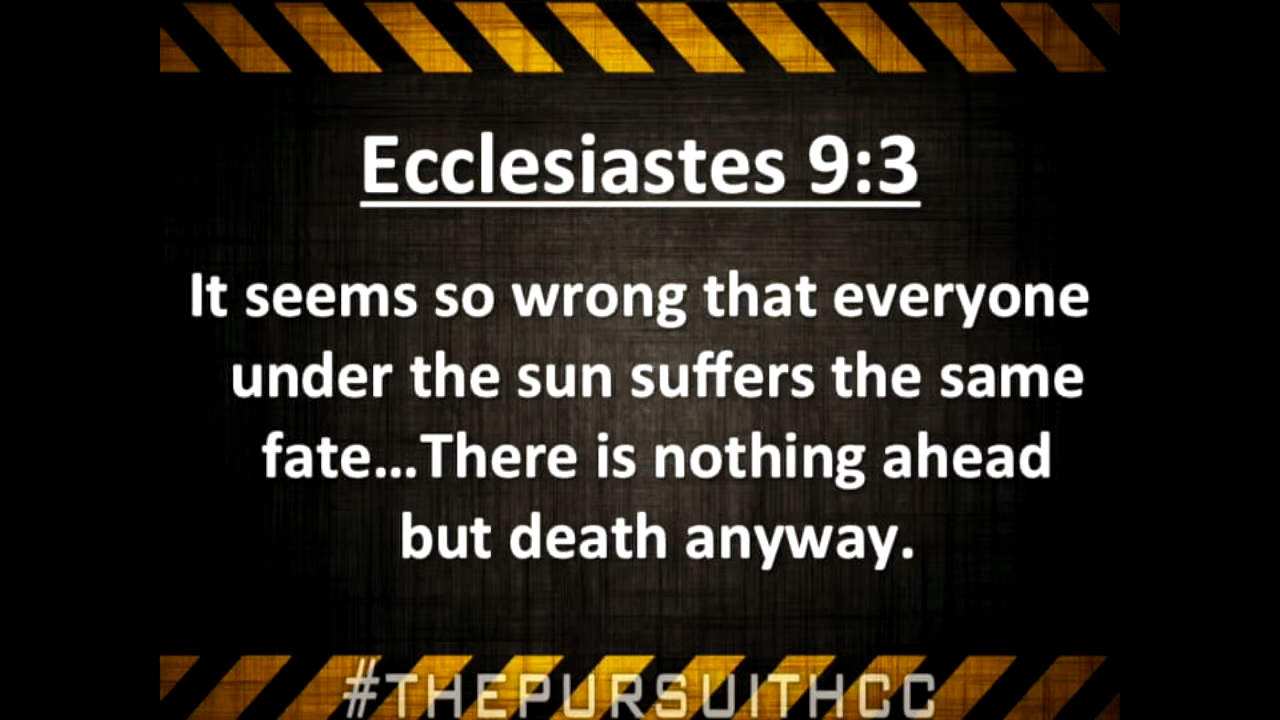 Ecclesiastes 9:3
It seems so wrong that everyone
under the sun suffers the same
fate...There is nothing ahead
but death anyway.
#THEPURSUITHCC